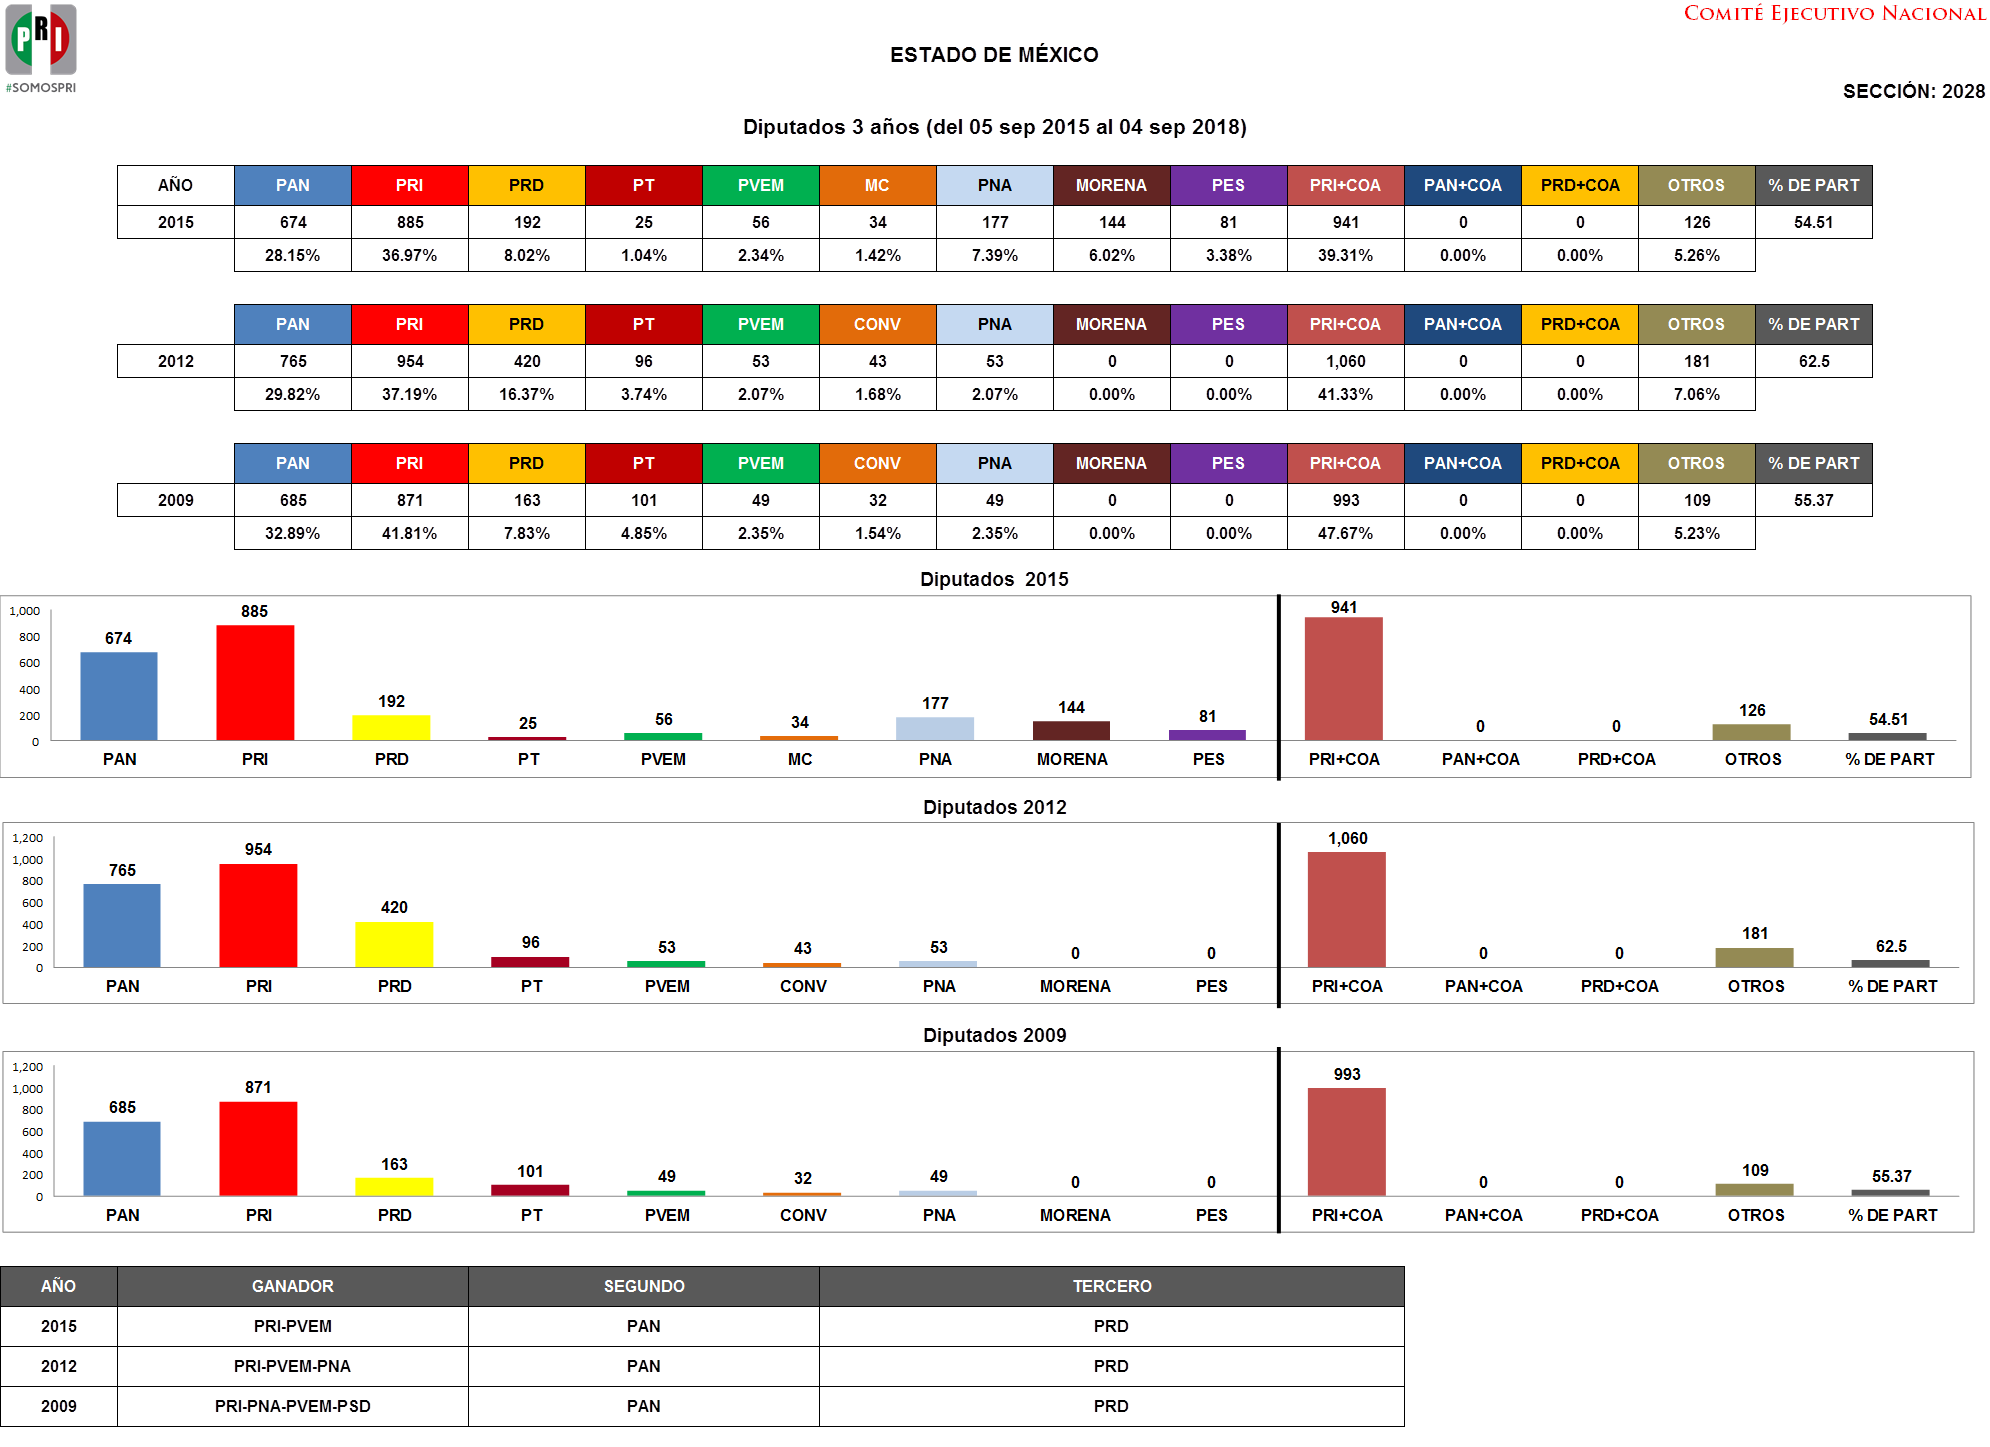 PRI
#SOMOSPRI
COMITÉ EJECUTIVO NACIONAL
ESTADO DE MÉXICO
SECCIÓN: 2028
Diputados 3 años (del 05 sep 2015 al 04 sep 2018)
AÑO PAN PRI PRD PT PVEM MC PNA MORENA PES PRI+COA PAN+COA PRD+COA OTROS % DE PART
2015 674 885 192 25 56 34 177 144 81 941 0 0 126 54.51
28.15% 36.97% 8.02% 1.04% 2.34% 1.42% 7.39% 6.02% 3.38% 39.31% 0.00% 0.00% 5.26%
PAN PRI PRD PT PVEM CONV PNA MORENA PES PRI+COA PAN+COA PRD+COA OTROS % DE PART
2012 765 954 420 96 53 43 53 0 0 1,060 0 0 181 62.5
29.82% 37.19% 16.37% 3.74% 2.07% 1.68% 2.07% 0.00% 0.00% 41.33% 0.00% 0.00% 7.06%
PAN PRI PRD PT PVEM CONV PNA MORENA PES PRI+COA PAN+COA PRD+COA OTROS % DE PART
2009 685 871 163 101 49 32 49 0 0 993 0 0 109 55.37
32.89% 41.81% 7.83% 4.85% 2.35% 1.54% 2.35% 0.00% 0.00% 47.67% 0.00% 0.00% 5.23%
Diputados 2015
1,000
800
600
400
200
0
674 885 192 25 56 34 177 144 81 941 0 0 126 54.51
PAN PRI PRD PT PVEM MC PNA MORENA PES PRI+COA PAN+COA PRD+COA OTROS % DE PART
Diputados 2012
1,200
1,000
800
600
400
200
0
765 954 420 96 53 43 53 0 0 1,060 0 0 181 62.5
PAN PRI PRD PT PVEM CONV PNA MORENA PES PRI+COA PAN+COA PRD+COA OTROS % DE PART
Diputados 2009
1,200
1,000
800
600
400
200
0
685 871 163 101 49 32 49 0 0 993 0 0 109 55.37
PAN PRI PRD PT PVEM CONV PNA MORENA PES PRI+COA PAN+COA PRD+COA OTROS % DE PART
AÑO GANADOR SEGUNDO TERCERO
2015 PRI-PVEM PAN PRD
2012 PRI-PVEM-PNA PAN PRD
2009 PRI-PNA-PVEM-PSD PAN PRD